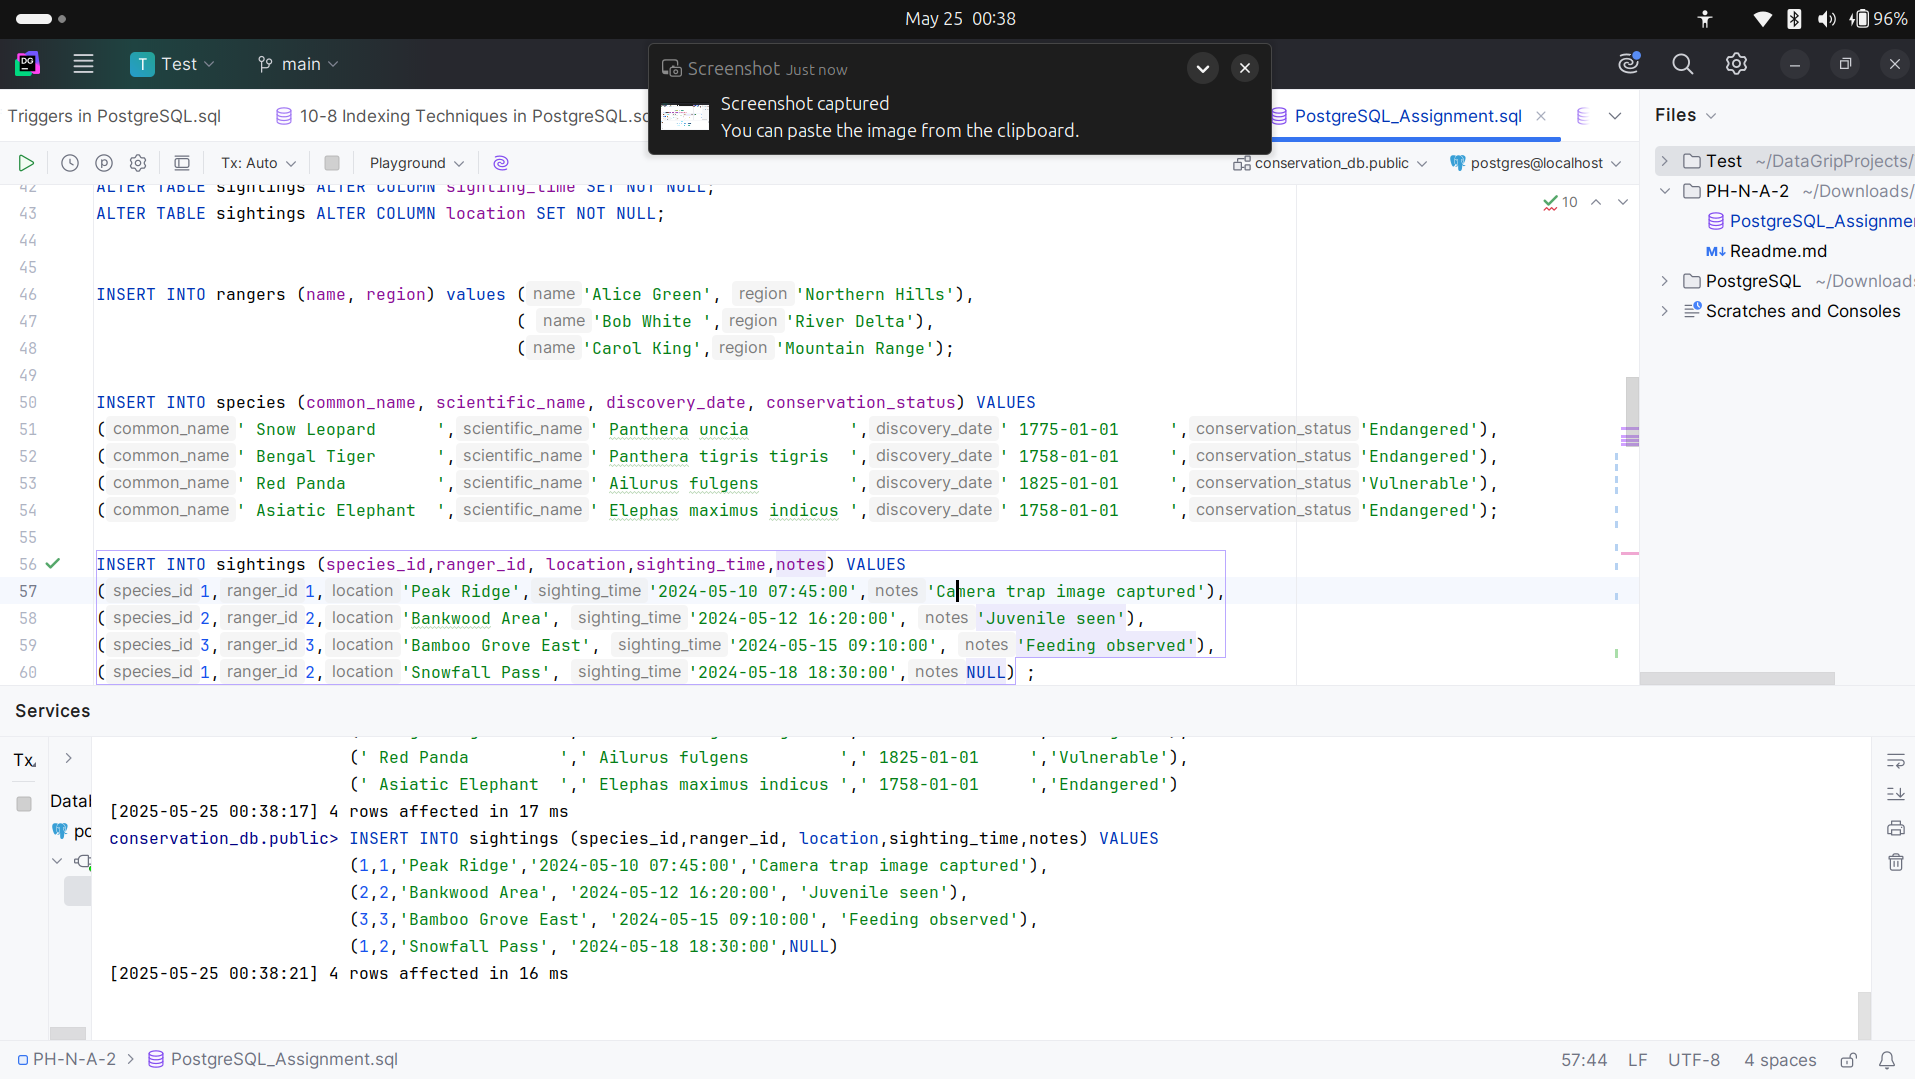 May 25 00:38
96%
DG
T Test
main
Screenshot Just now
Screenshot captured
You can paste the image from the clipboard.
Triggers in PostgreSQL.sql
10-8 Indexing Techniques in PostgreSQL.sq
PostgreSQL_Assignment.sql
Files
Tx: Auto
Playground
conservation_db.public
postgres@localhost
Test ~/DataGripProjects/
PH-N-A-2 ~/Downloads/
PostgreSQL_Assignme
M↓ Readme.md
PostgreSQL ~/Downloads
Scratches and Consoles
10
42 ALTER TABLE sightings ALTER COLUMN sighting_time SET NOT NULL;
43 ALTER TABLE sightings ALTER COLUMN location SET NOT NULL;
44
45
46 INSERT INTO rangers (name, region) values ( name 'Alice Green', region 'Northern Hills'),
47 ( name 'Bob White ', region 'River Delta'),
48 ( name 'Carol King', region 'Mountain Range');
49
50 INSERT INTO species (common_name, scientific_name, discovery_date, conservation_status) VALUES
51 ( common_name ' Snow Leopard      ', scientific_name ' Panthera uncia          ', discovery_date ' 1775-01-01     ', conservation_status 'Endangered'),
52 ( common_name ' Bengal Tiger      ', scientific_name ' Panthera tigris tigris  ', discovery_date ' 1758-01-01     ', conservation_status 'Endangered'),
53 ( common_name ' Red Panda         ', scientific_name ' Ailurus fulgens         ', discovery_date ' 1825-01-01     ', conservation_status 'Vulnerable'),
54 ( common_name ' Asiatic Elephant  ', scientific_name ' Elephas maximus indicus ', discovery_date ' 1758-01-01     ', conservation_status 'Endangered');
55
56 INSERT INTO sightings (species_id,ranger_id, location,sighting_time,notes) VALUES
57 ( species_id 1, ranger_id 1, location 'Peak Ridge', sighting_time '2024-05-10 07:45:00', notes 'Camera trap image captured'),
58 ( species_id 2, ranger_id 2, location 'Bankwood Area', sighting_time '2024-05-12 16:20:00', notes 'Juvenile seen'),
59 ( species_id 3, ranger_id 3, location 'Bamboo Grove East', sighting_time '2024-05-15 09:10:00', notes 'Feeding observed'),
60 ( species_id 1, ranger_id 2, location 'Snowfall Pass', sighting_time '2024-05-18 18:30:00', notes NULL) ;
Services
Tx
Datal
po
(' Red Panda         ',' Ailurus fulgens         ',' 1825-01-01     ','Vulnerable'),
(' Asiatic Elephant  ',' Elephas maximus indicus ',' 1758-01-01     ','Endangered')
[2025-05-25 00:38:17] 4 rows affected in 17 ms
conservation_db.public> INSERT INTO sightings (species_id,ranger_id, location,sighting_time,notes) VALUES
(1,1,'Peak Ridge','2024-05-10 07:45:00','Camera trap image captured'),
(2,2,'Bankwood Area', '2024-05-12 16:20:00', 'Juvenile seen'),
(3,3,'Bamboo Grove East', '2024-05-15 09:10:00', 'Feeding observed'),
(1,2,'Snowfall Pass', '2024-05-18 18:30:00',NULL)
[2025-05-25 00:38:21] 4 rows affected in 16 ms
PH-N-A-2 > PostgreSQL_Assignment.sql
57:44 LF UTF-8 4 spaces